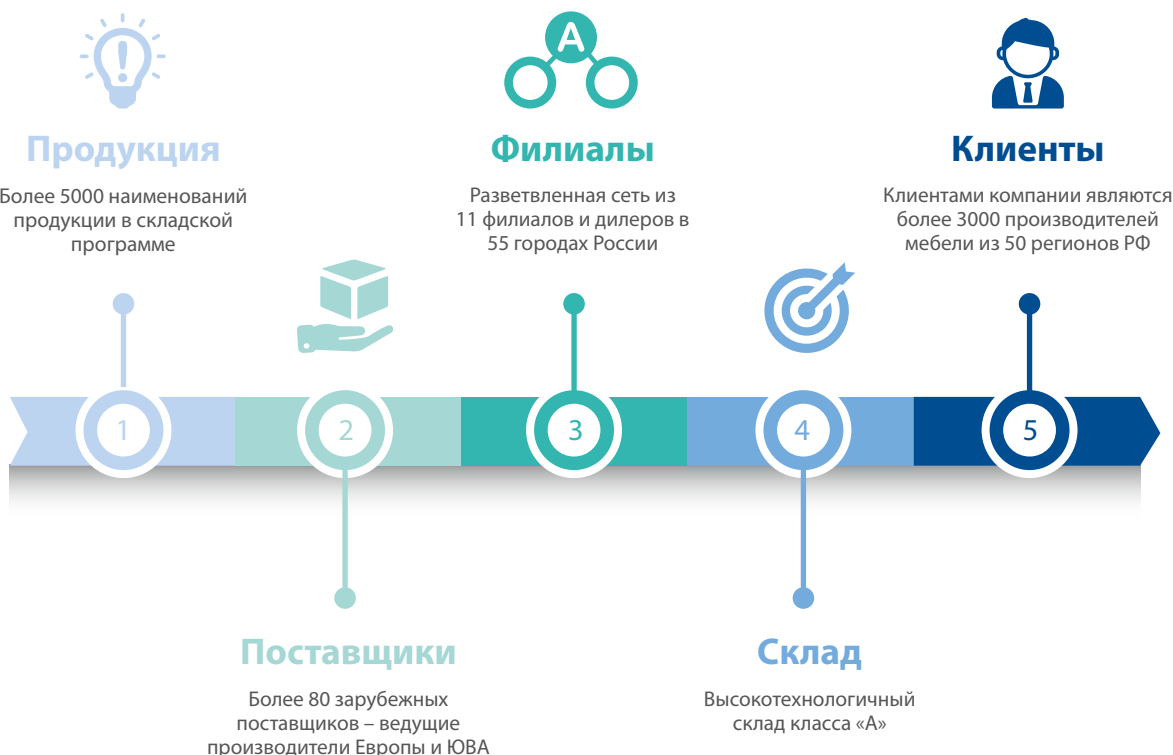 A
Продукция
Более 5000 наименований
продукции в складской
программе
Филиалы
Разветвленная сеть из
11 филиалов и дилеров в
55 городах России
Клиенты
Клиентами компании являются
более 3000 производителей
мебели из 50 регионов РФ
1
2
3
4
5
Поставщики
Более 80 зарубежных
поставщиков – ведущие
производители Европы и ЮВА
Склад
Высокотехнологичный
склад класса «А»